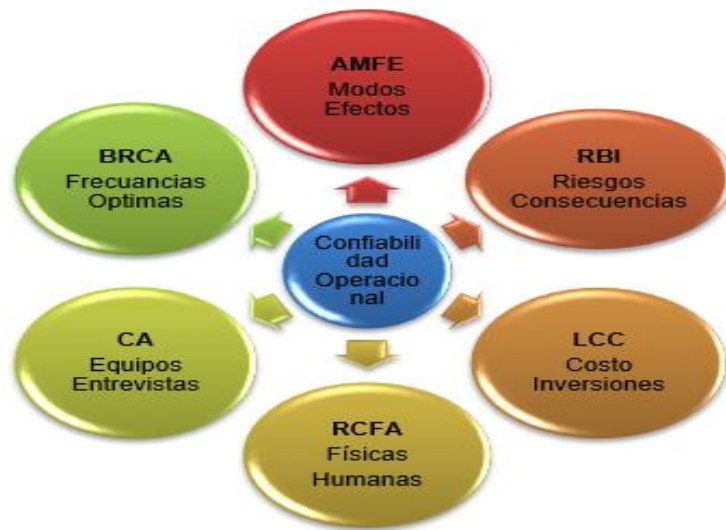 AMFE
Modos
Efectos
BRCA
Frecuancias
Optimas
RBI
Riesgos
Consecuencias
Confiabili
dad
Operacio
nal
CA
Equipos
Entrevistas
LCC
Costo
Inversiones
RCFA
Físicas
Humanas